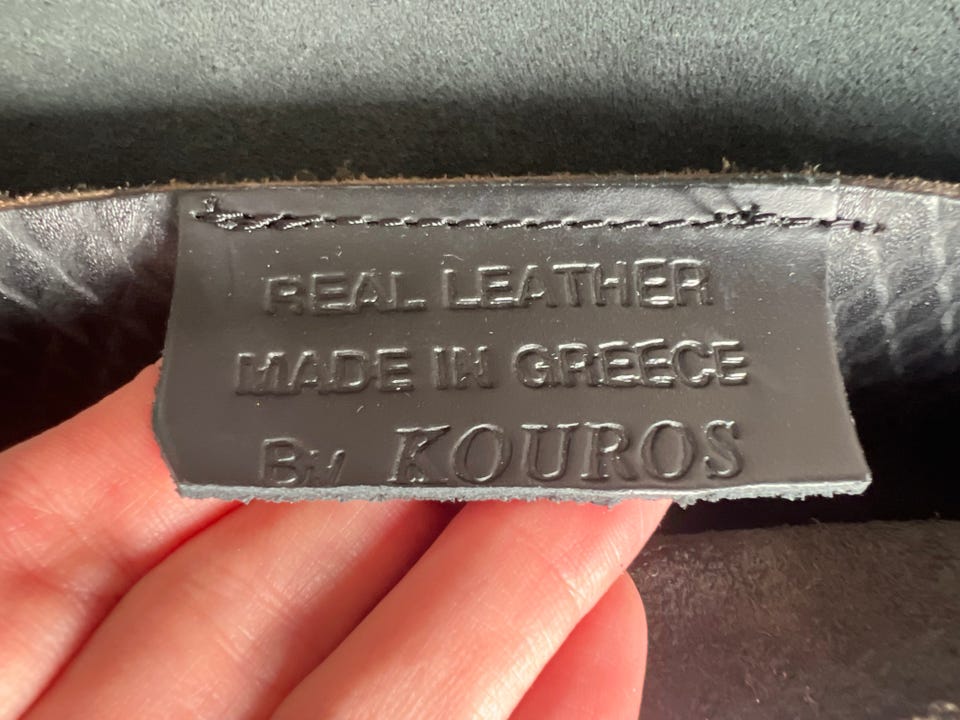 REAL LEATHER
MADE IN GREECE
By KOUROS